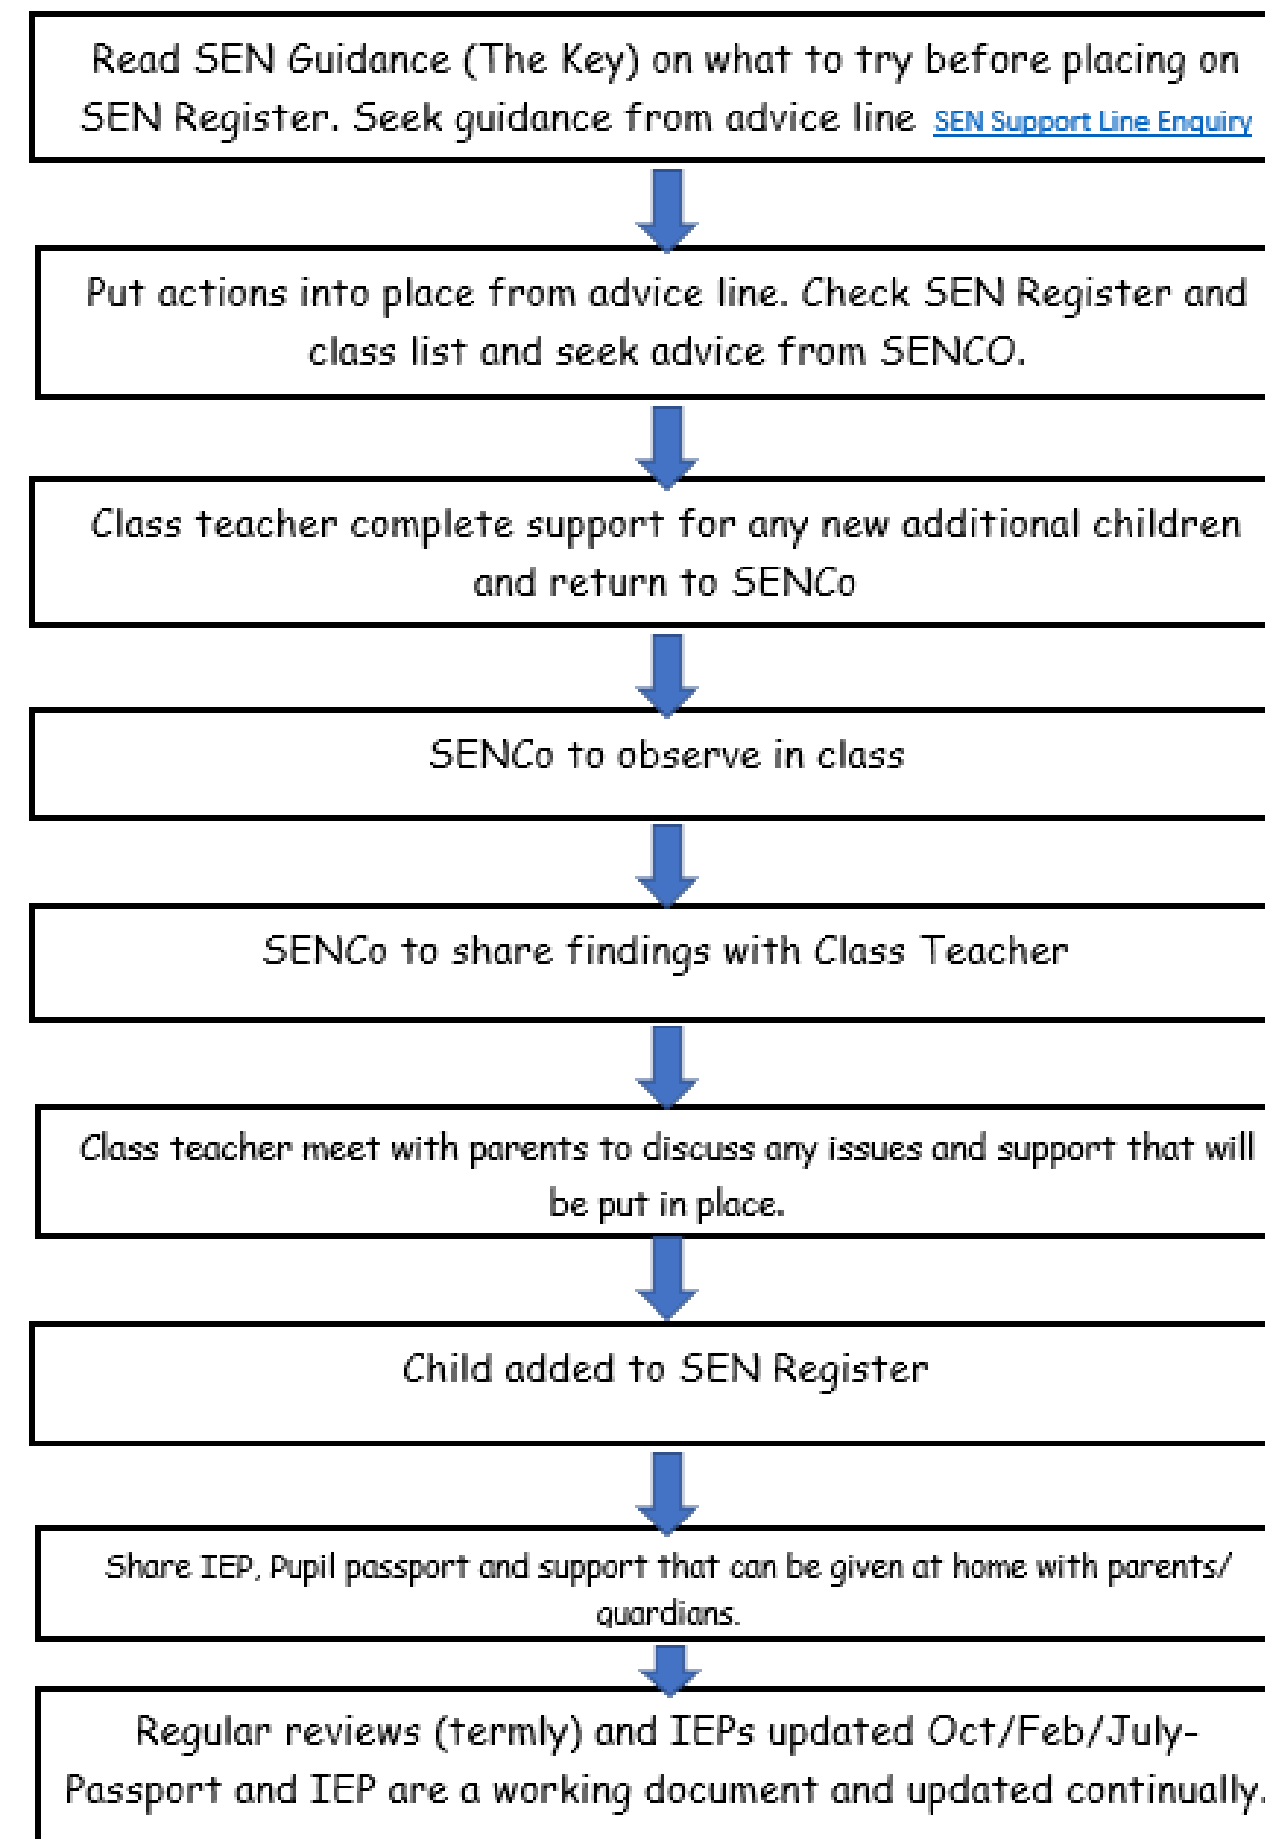 Read SEN Guidance (The Key) on what to try before placing on
SEN Register. Seek guidance from advice line SEN Support Line Enquiry
Put actions into place from advice line. Check SEN Register and
class list and seek advice from SENCO.
Class teacher complete support for any new additional children
and return to SENCo
SENCo to observe in class
SENCo to share findings with Class Teacher
Class teacher meet with parents to discuss any issues and support that will
be put in place.
Child added to SEN Register
Share IEP, Pupil passport and support that can be given at home with parents/
guardians.
Regular reviews (termly) and IEPs updated Oct/Feb/July-
Passport and IEP are a working document and updated continually.